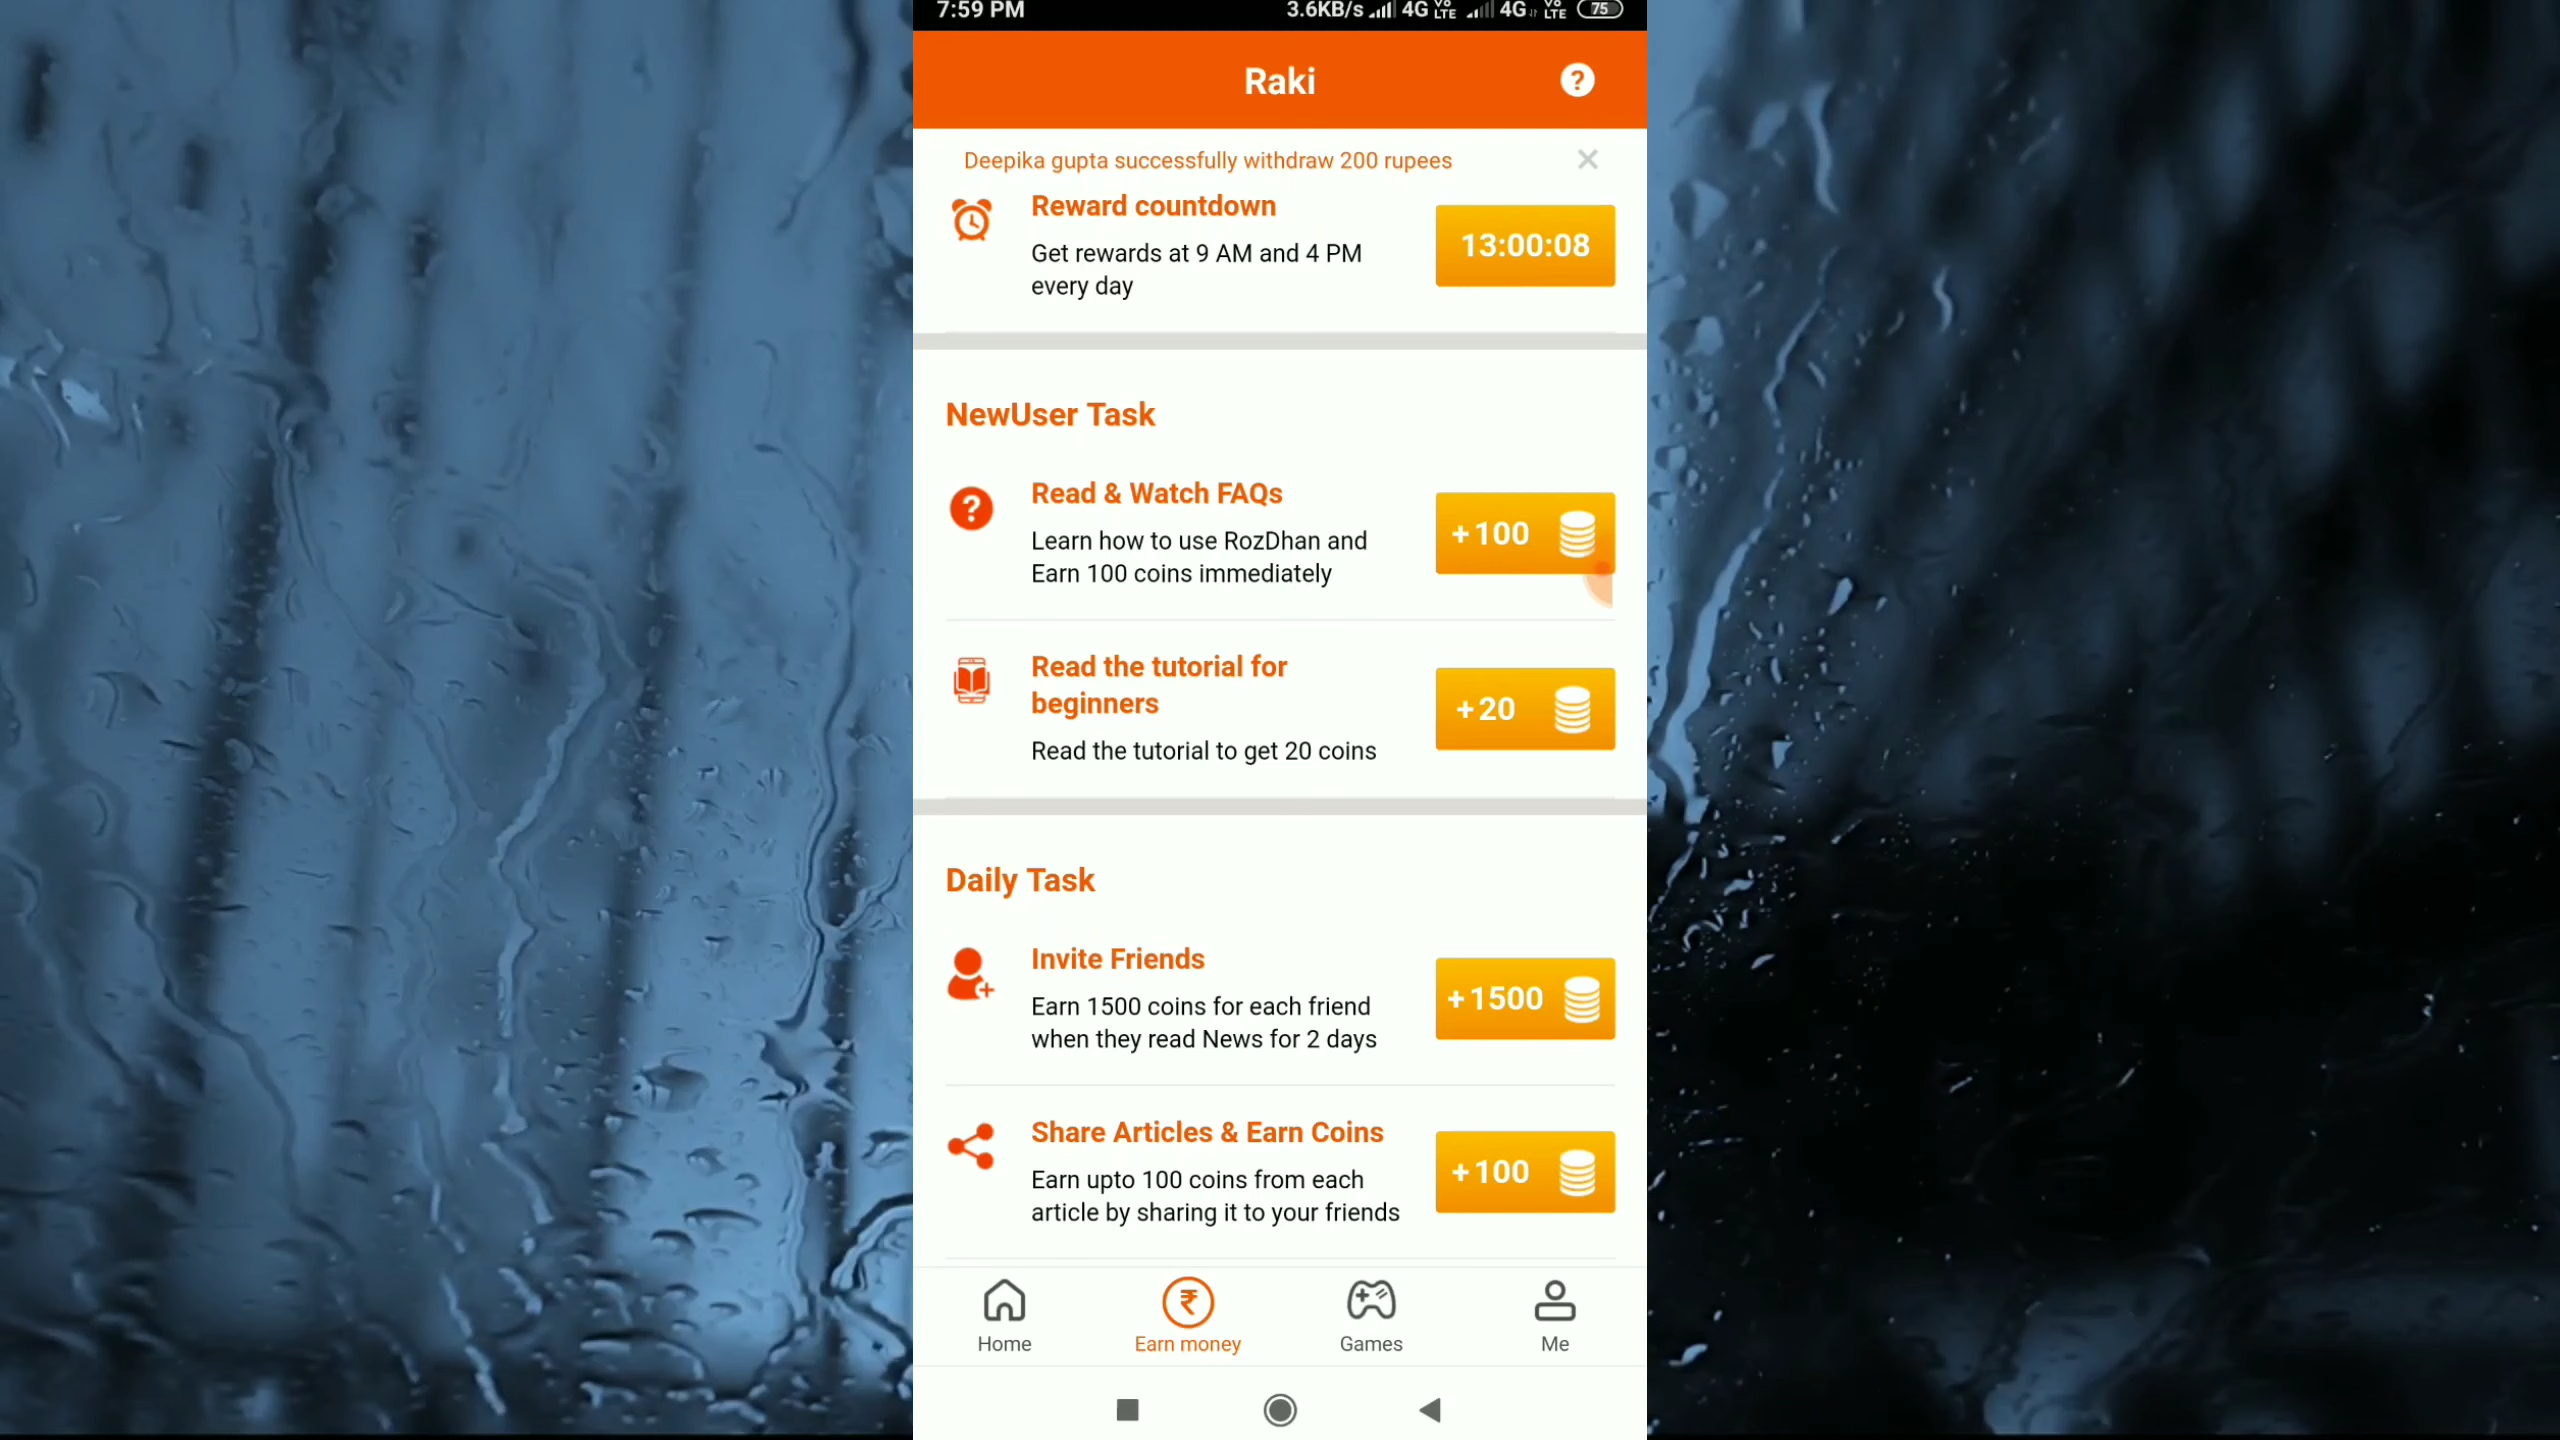 7:59 PM
3.6KB/s 4G Vo LTE 4G Vo LTE 75
Raki
?
Deepika gupta successfully withdraw 200 rupees
Reward countdown
Get rewards at 9 AM and 4 PM
every day
13:00:08
NewUser Task
Read & Watch FAQs
Learn how to use RozDhan and
Earn 100 coins immediately
+100
Read the tutorial for
beginners
Read the tutorial to get 20 coins
+20
Daily Task
Invite Friends
Earn 1500 coins for each friend
when they read News for 2 days
+1500
Share Articles & Earn Coins
Earn upto 100 coins from each
article by sharing it to your friends
+100
Home
₹
Earn money
Games
Me